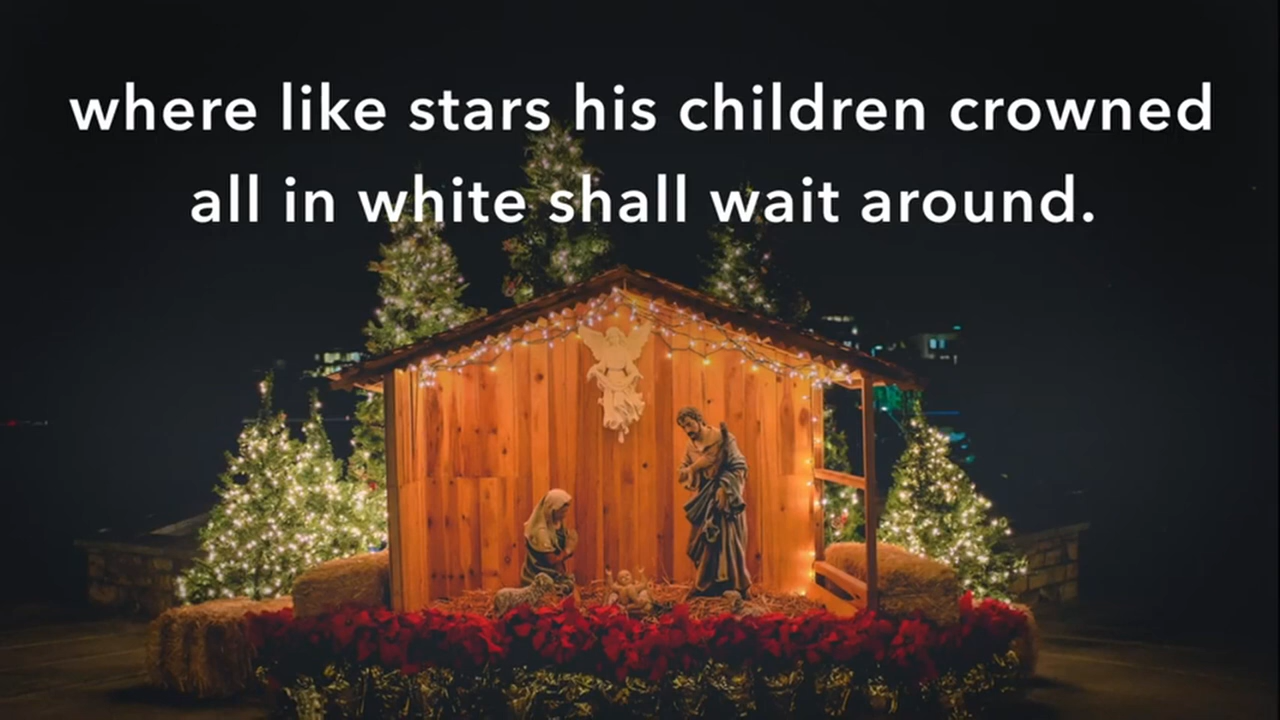 where like stars his children crowned
all in white shall wait around.